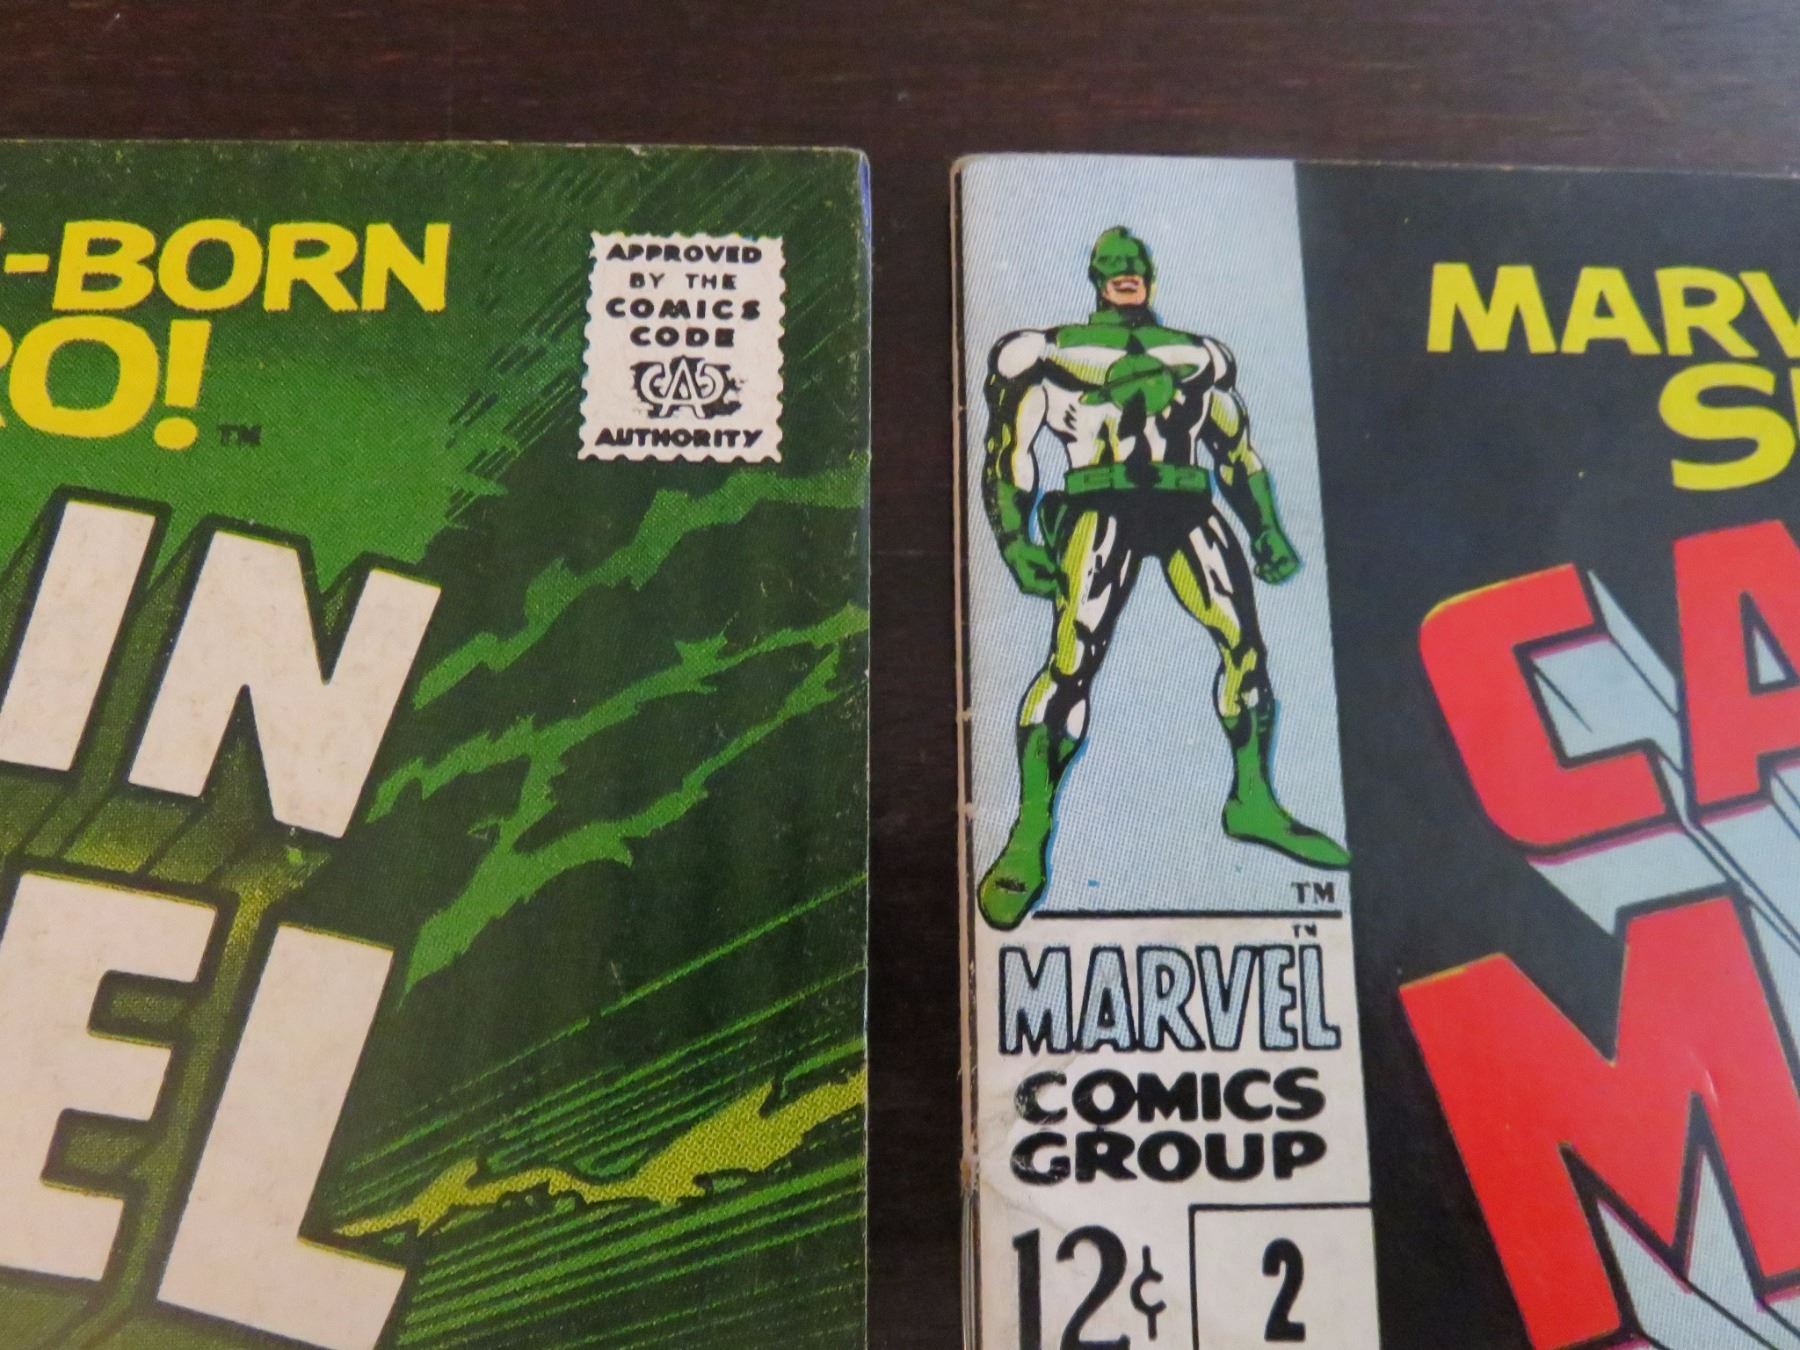 -BORN
RO!
TM
IN
EL
APPROVED
BY THE
COMICS
CODE
CA
AUTHORITY
MARV
S
CA
M
TM
TM
MARVEL
COMICS
GROUP
12¢
2